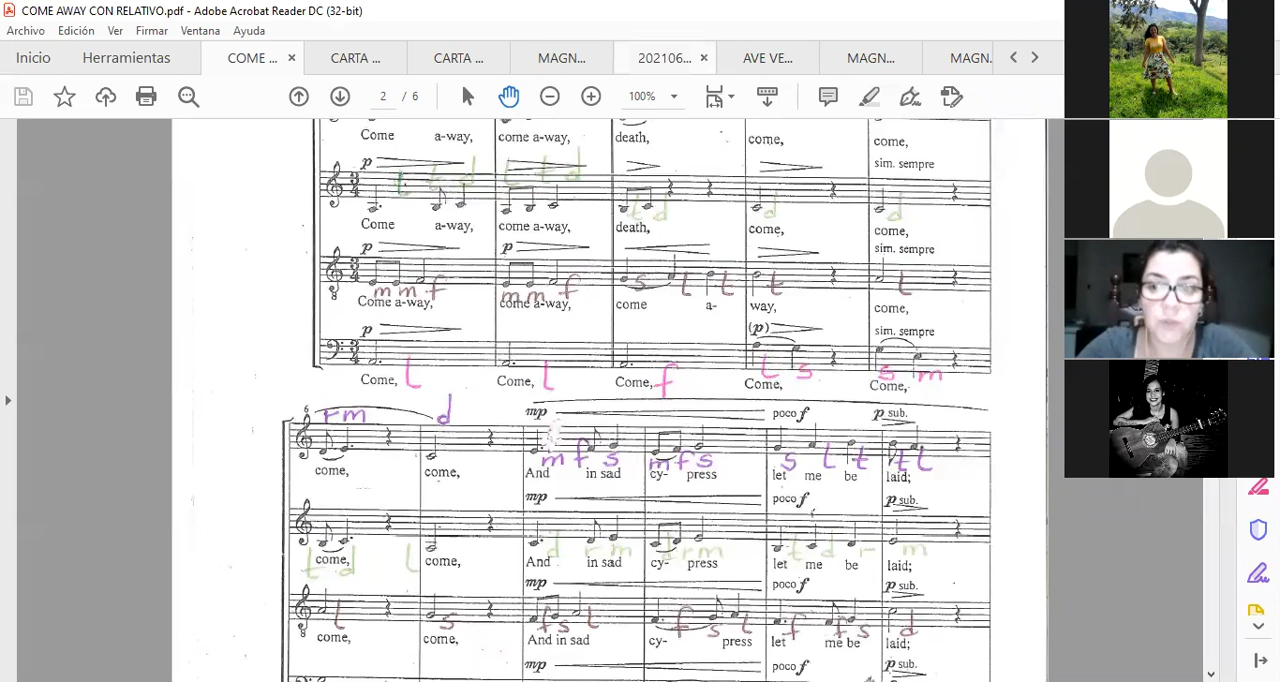 COME AWAY CON RELATIVO.pdf - Adobe Acrobat Reader DC (32-bit)
Archivo Edición Ver Firmar Ventana Ayuda
Inicio Herramientas COME ... × CARTA ... CARTA ... MAGN... 202106... × AVE VE... MAGN... MAGN.
2 / 6 100%
Come a-way, come a-way, death, come, come,
p sim. sempre
t t d t t d
t d d d
Come a-way, come a-way, death, come, come,
p p sim. sempre
m m f m m f s l t t l
Come a-way, come a-way, come a- way, come,
p (p) sim. sempre
l l f l s s m
Come, Come, Come, Come, Come,
6 r m d mp poco f p sub.
m f s m f s s l t t l
come, come, And in sad cy- press let me be laid;
mp poco f p sub.
t d l d r m d r m t d r m
come, come, And in sad cy- press let me be laid;
mp poco f p sub.
l s f s l f s l f f s d
come, come, And in sad cy- press let me be laid;
mp poco f p sub.